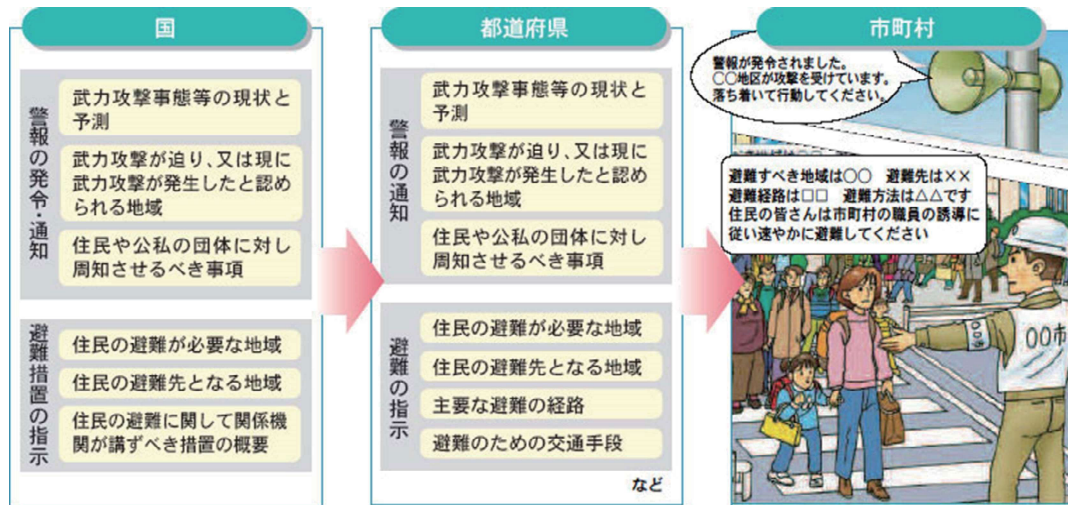 国
警報の発令・通知
武力攻撃事態等の現状と
予測
武力攻撃が迫り、又は現に
武力攻撃が発生したと認め
られる地域
住民や公私の団体に対し
周知させるべき事項
避難措置の指示
住民の避難が必要な地域
住民の避難先となる地域
住民の避難に関して関係機
関が講ずべき措置の概要
都道府県
警報の通知
武力攻撃事態等の現状と
予測
武力攻撃が迫り、又は現に
武力攻撃が発生したと認め
られる地域
住民や公私の団体に対し
周知させるべき事項
避難の指示
住民の避難が必要な地域
住民の避難先となる地域
主要な避難の経路
避難のための交通手段
など
市町村
警報が発令されました。
〇〇地区が攻撃を受けています。
落ち着いて行動してください。
避難すべき地域は〇〇　避難先は××
避難経路は□□　避難方法は△△です
住民の皆さんは市町村の職員の誘導に
従い速やかに避難してください
〇〇市
〇〇市